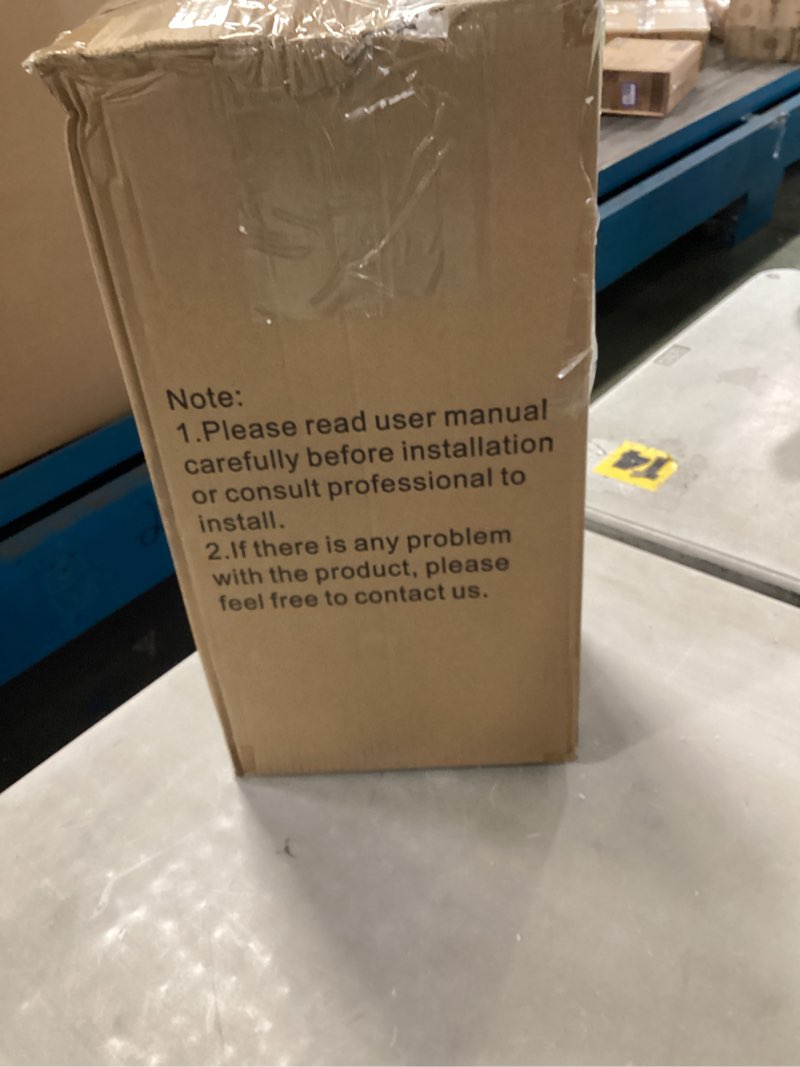 Note:
1.Please read user manual
carefully before installation
or consult professional to
install.
2.If there is any problem
with the product, please
feel free to contact us.
T4